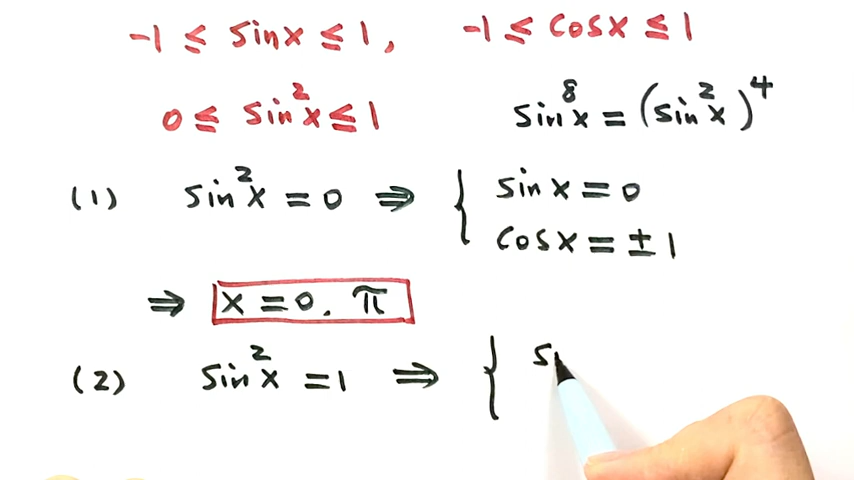 -1 ≤ sinx ≤ 1, -1 ≤ cosx ≤ 1
0 ≤ sin²x ≤ 1 sin⁸x = (sin²x)⁴
(1) sin²x = 0 ⇒ { sinx = 0
cosx = ±1
⇒ x = 0. π
(2) sin²x = 1 ⇒ { s